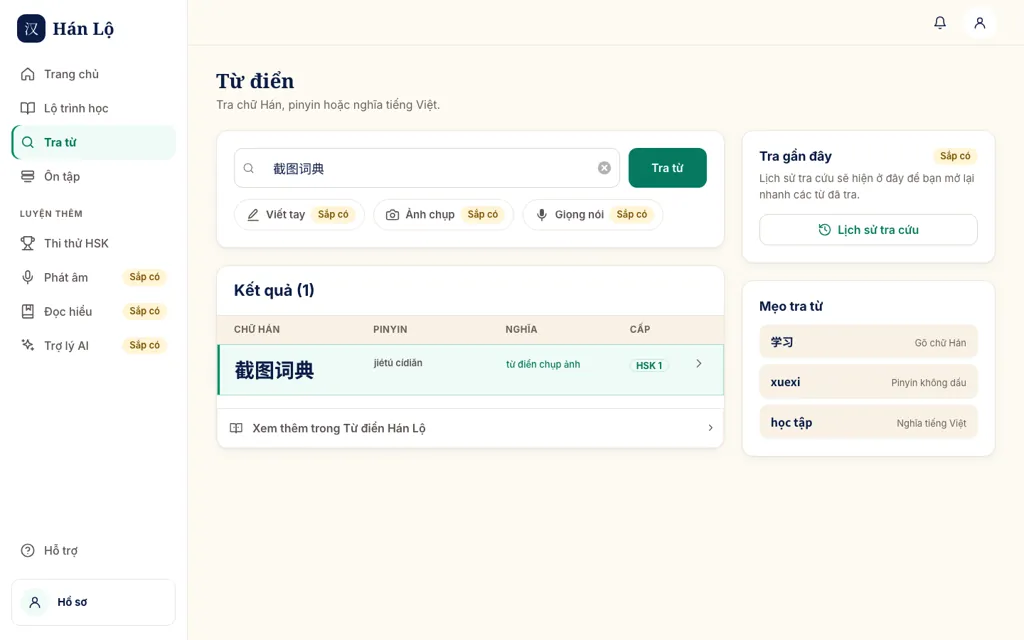 汉 Hán Lộ
Trang chủ
Lộ trình học
Tra từ
Ôn tập
LUYỆN THÊM
Thi thử HSK
Phát âm Sắp có
Đọc hiểu Sắp có
Trợ lý AI Sắp có
Hỗ trợ
Hồ sơ
Từ điển
Tra chữ Hán, pinyin hoặc nghĩa tiếng Việt.
截图词典
Tra từ
Viết tay Sắp có
Ảnh chụp Sắp có
Giọng nói Sắp có
Kết quả (1)
CHỮ HÁN PINYIN NGHĨA CẤP
截图词典 jiétú cídiǎn từ điển chụp ảnh HSK 1
Xem thêm trong Từ điển Hán Lộ
Tra gần đây Sắp có
Lịch sử tra cứu sẽ hiện ở đây để bạn mở lại
nhanh các từ đã tra.
Lịch sử tra cứu
Mẹo tra từ
学习 Gõ chữ Hán
xuexi Pinyin không dấu
học tập Nghĩa tiếng Việt